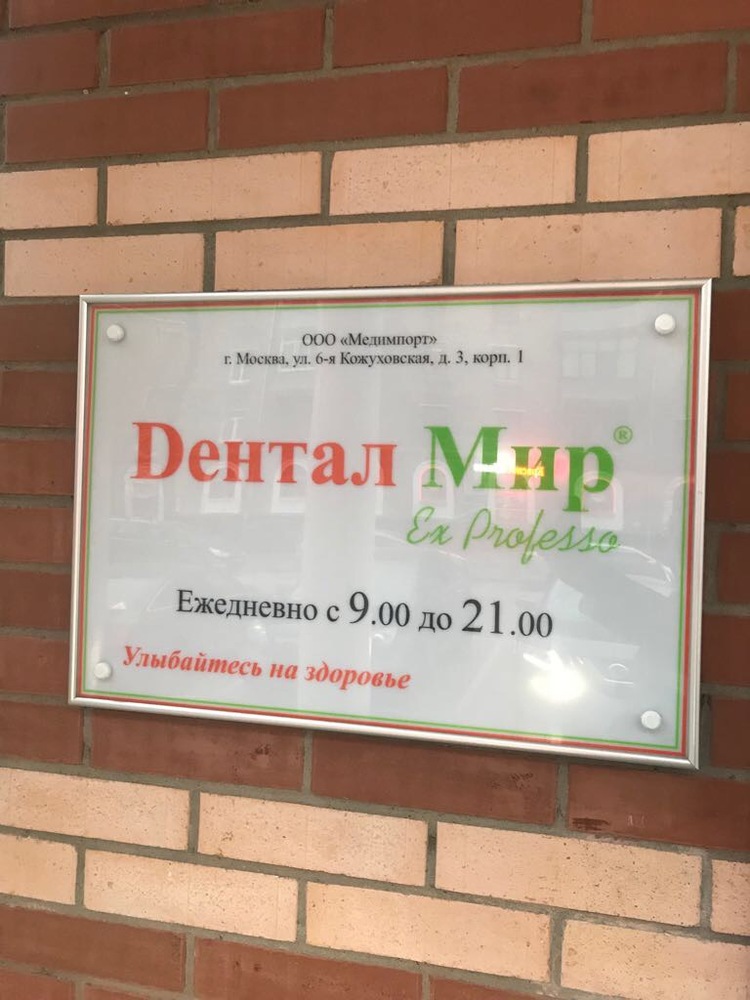 ООО «Медимпорт»
г. Москва, ул. 6-я Кожуховская, д. 3, корп. 1
Dентал Мир®
Ex Professo
Ежедневно с 9.00 до 21.00
Улыбайтесь на здоровье